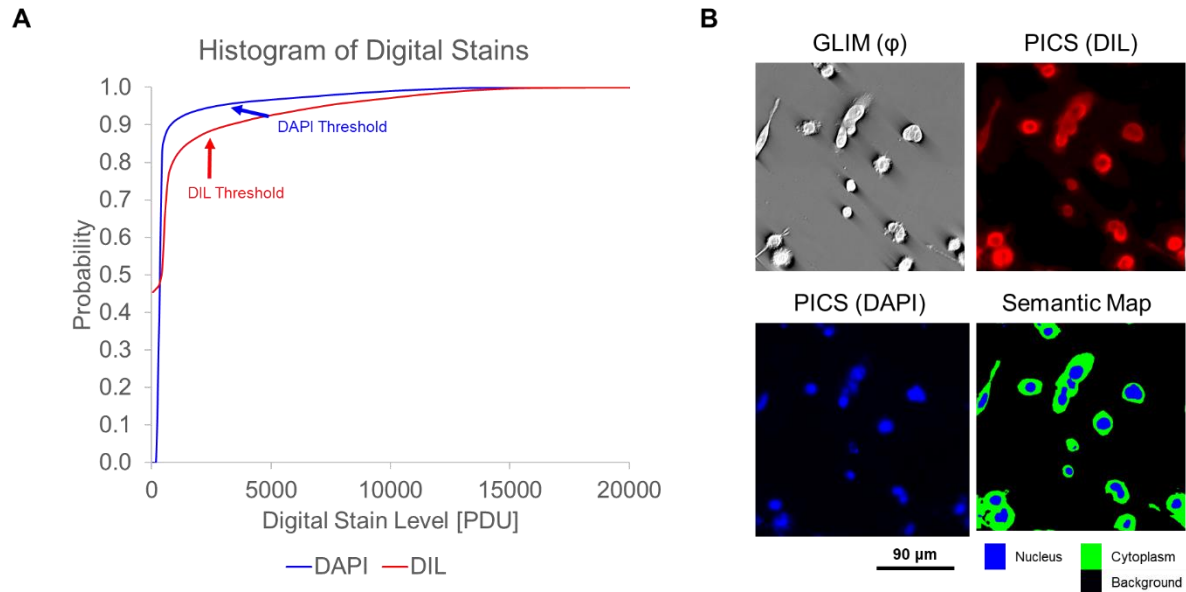 A
Histogram of Digital Stains
1.0
0.9
0.8
0.7
0.6
0.5
0.4
0.3
0.2
0.1
0.0
Probability
DAPI Threshold
DIL Threshold
0 5000 10000 15000 20000
Digital Stain Level [PDU]
DAPI DIL
B
GLIM (φ) PICS (DIL)
PICS (DAPI) Semantic Map
90 µm
Nucleus Cytoplasm
Background